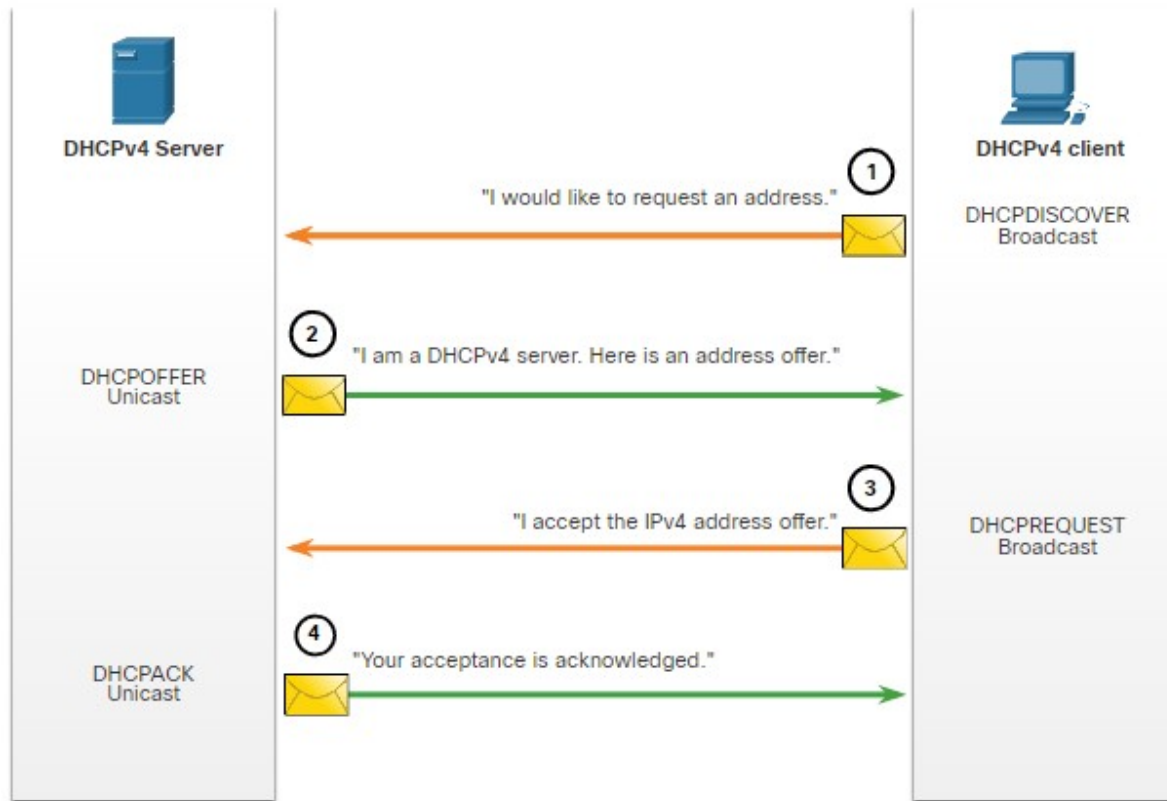 DHCPv4 Server
DHCPv4 client
1
"I would like to request an address."
DHCPDISCOVER
Broadcast
2
"I am a DHCPv4 server. Here is an address offer."
DHCPOFFER
Unicast
3
"I accept the IPv4 address offer."
DHCPREQUEST
Broadcast
4
"Your acceptance is acknowledged."
DHCPACK
Unicast